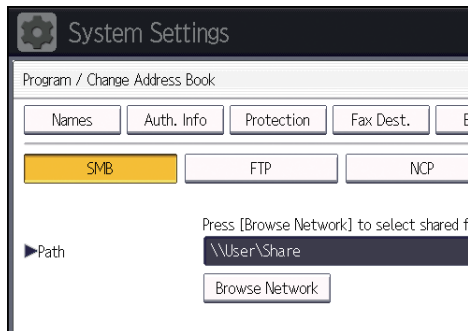 System Settings
Program / Change Address Book
Names Auth. Info Protection Fax Dest.
SMB FTP NCP
Press [Browse Network] to select shared
▶Path \\User\Share
Browse Network